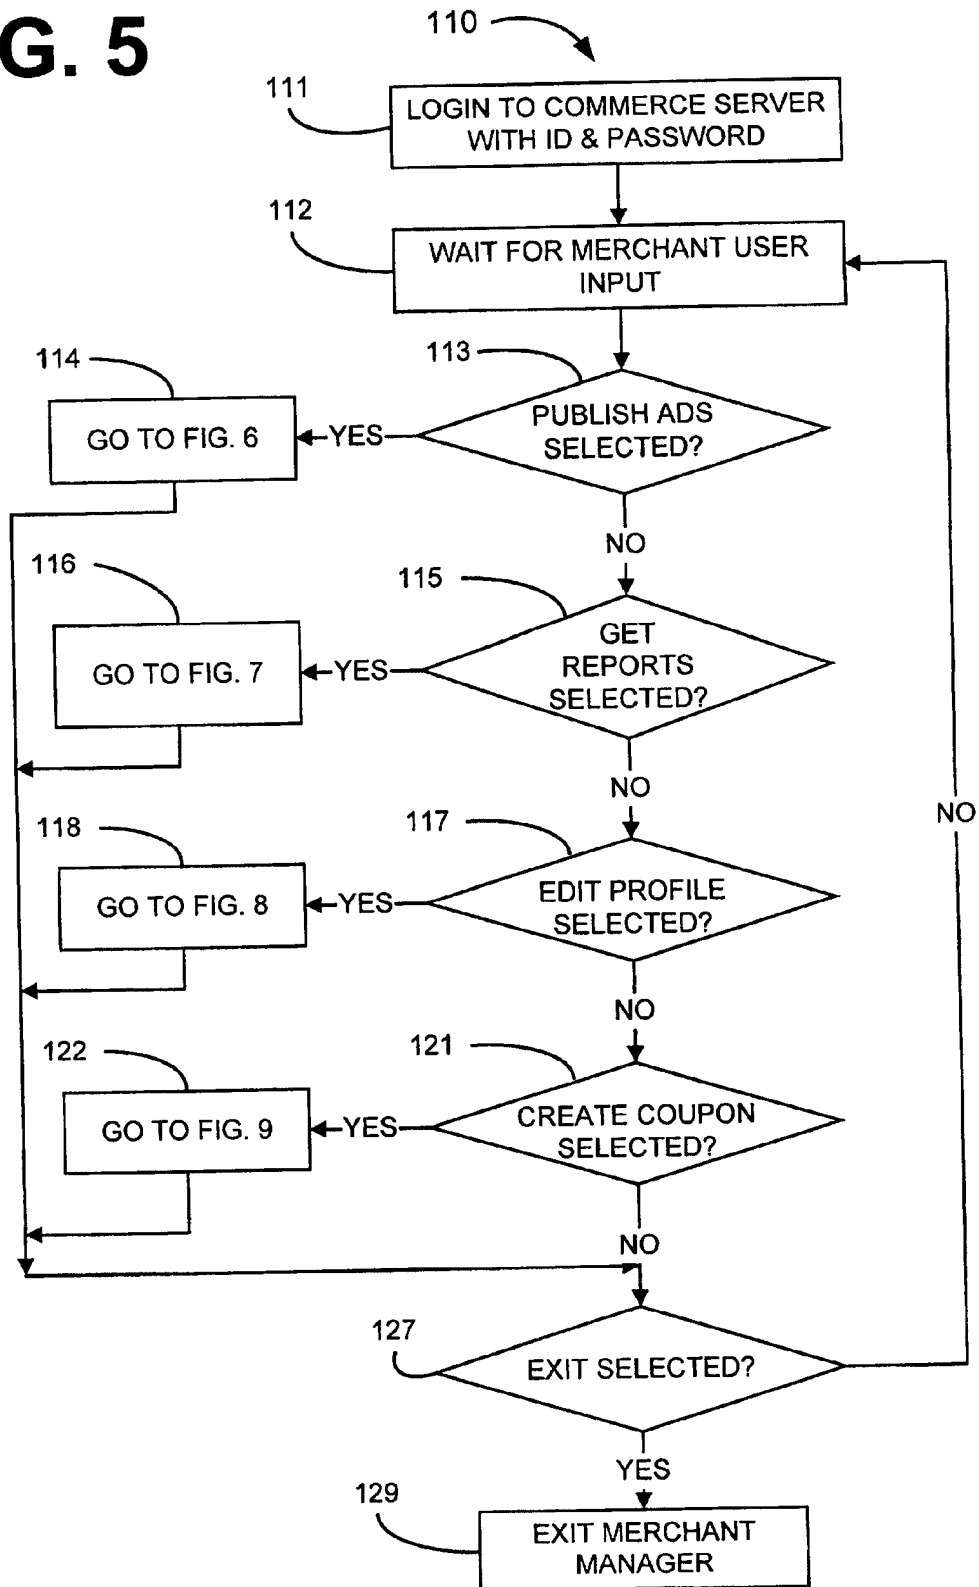 G. 5
110
111
LOGIN TO COMMERCE SERVER
WITH ID & PASSWORD
112
WAIT FOR MERCHANT USER
INPUT
113
114
PUBLISH ADS
SELECTED?
YES
GO TO FIG. 6
NO
115
116
GET
REPORTS
SELECTED?
YES
GO TO FIG. 7
NO
117
118
EDIT PROFILE
SELECTED?
YES
GO TO FIG. 8
NO
NO
121
122
CREATE COUPON
SELECTED?
YES
GO TO FIG. 9
NO
127
EXIT SELECTED?
YES
129
EXIT MERCHANT
MANAGER